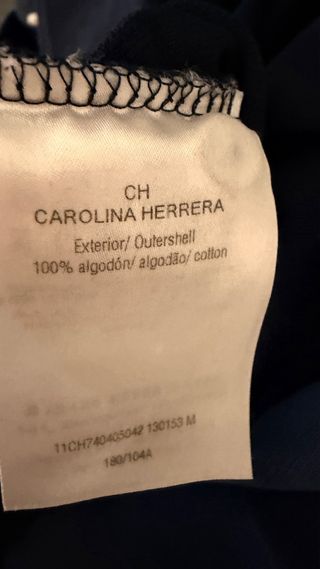 CH
CAROLINA HERRERA
Exterior/ Outershell
100% algodón/ algodão/ cotton
11CH740405042 130153 M
180/104A